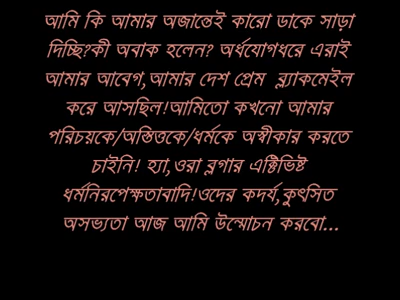 আমি কি আমার অজান্তেই কারো ডাকে সাড়া
দিচ্ছি?কী অবাক হলেন? অর্ধযোগধরে এরাই
আমার আবেগ,আমার দেশ প্রেম ব্ল্যাকমেইল
করে আসছিল!আমিতো কখনো আমার
পরিচয়কে/অস্তিত্তকে/ধর্মকে অস্বীকার করতে
চাইনি! হ্যা,ওরা ব্লগার এক্টিভিষ্ট
ধর্মনিরপেক্ষতাবাদি!ওদের কদর্য,কুৎসিত
অসভ্যতা আজ আমি উন্মোচন করবো...